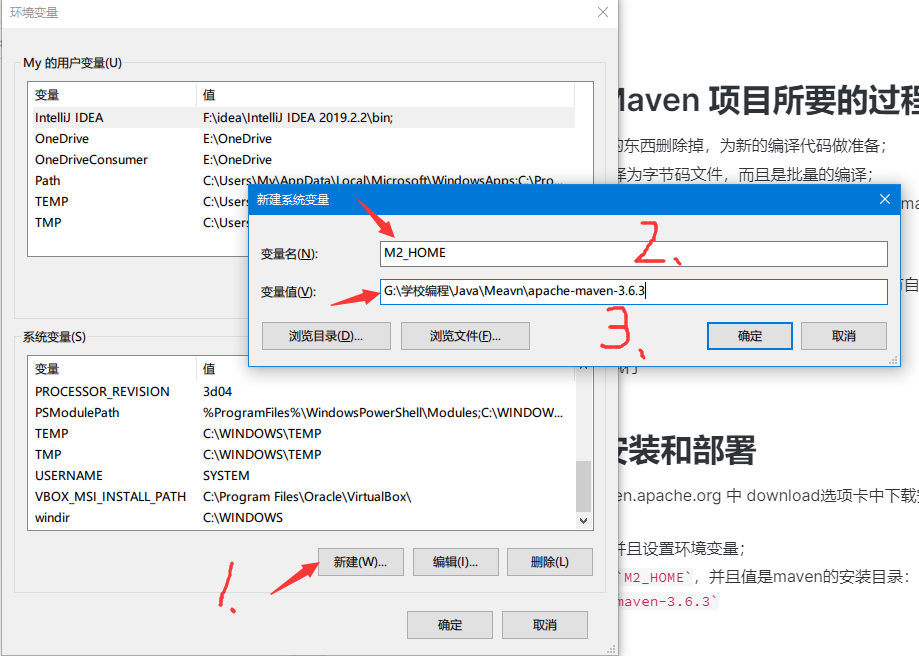 环境变量
My 的用户变量(U)
变量 值
IntelliJ IDEA F:\idea\IntelliJ IDEA 2019.2.2\bin;
OneDrive E:\OneDrive
OneDriveConsumer E:\OneDrive
Path C:\Users\My\AppData\Local\Microsoft\WindowsApps;C:\Pro...
TEMP C:\Users
TMP C:\Users
新建系统变量
变量名(N):
M2_HOME
2、
变量值(V):
G:\学校编程\Java\Meavn\apache-maven-3.6.3
3、
浏览目录(D)...
浏览文件(F)...
确定
取消
系统变量(S)
变量 值
PROCESSOR_REVISION 3d04
PSModulePath %ProgramFiles%\WindowsPowerShell\Modules;C:\WINDOW...
TEMP C:\WINDOWS\TEMP
TMP C:\WINDOWS\TEMP
USERNAME SYSTEM
VBOX_MSI_INSTALL_PATH C:\Program Files\Oracle\VirtualBox\
windir C:\WINDOWS
1.
新建(W)...
编辑(I)...
删除(L)
确定
取消
Maven 项目所要的过程
的东西删除掉，为新的编译代码做准备；
译为字节码文件，而且是批量的编译；
ma
自
安装和部署
en.apache.org 中 download选项卡中下载
并且设置环境变量；
`M2_HOME`，并且值是maven的安装目录：
maven-3.6.3`